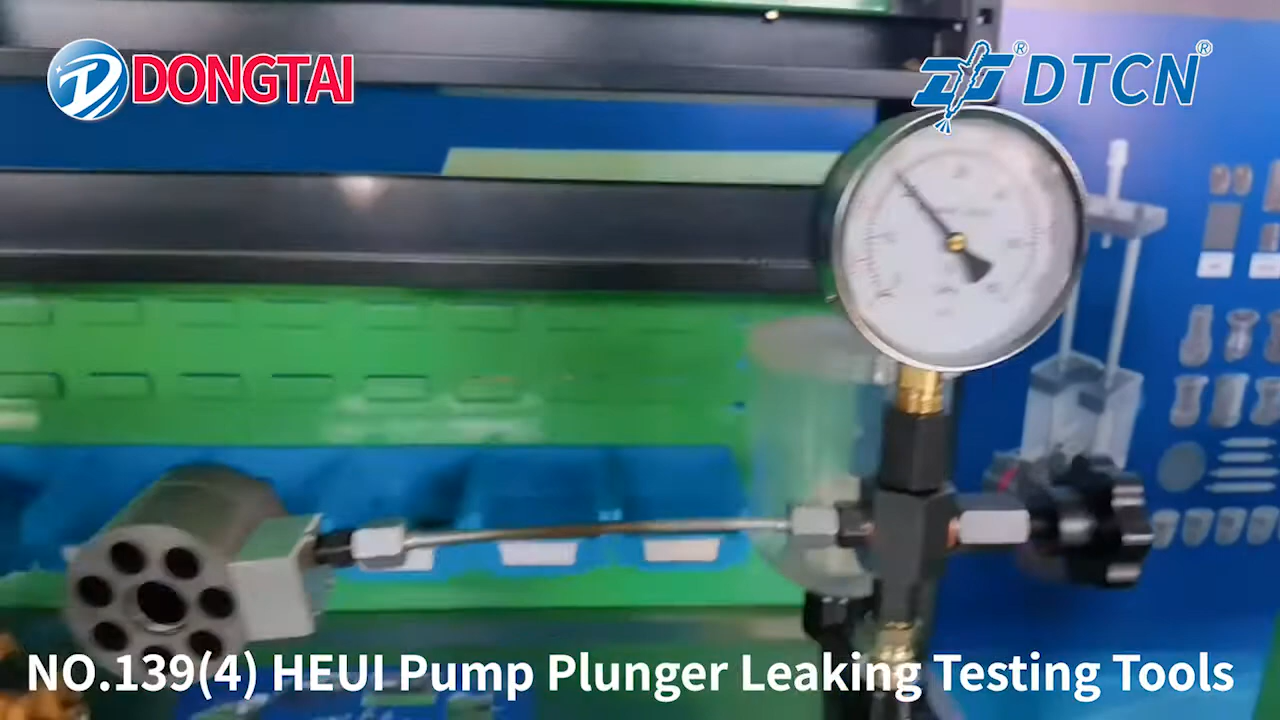 DONGTAI
® DTCN ®
NO.139(4) HEUI Pump Plunger Leaking Testing Tools